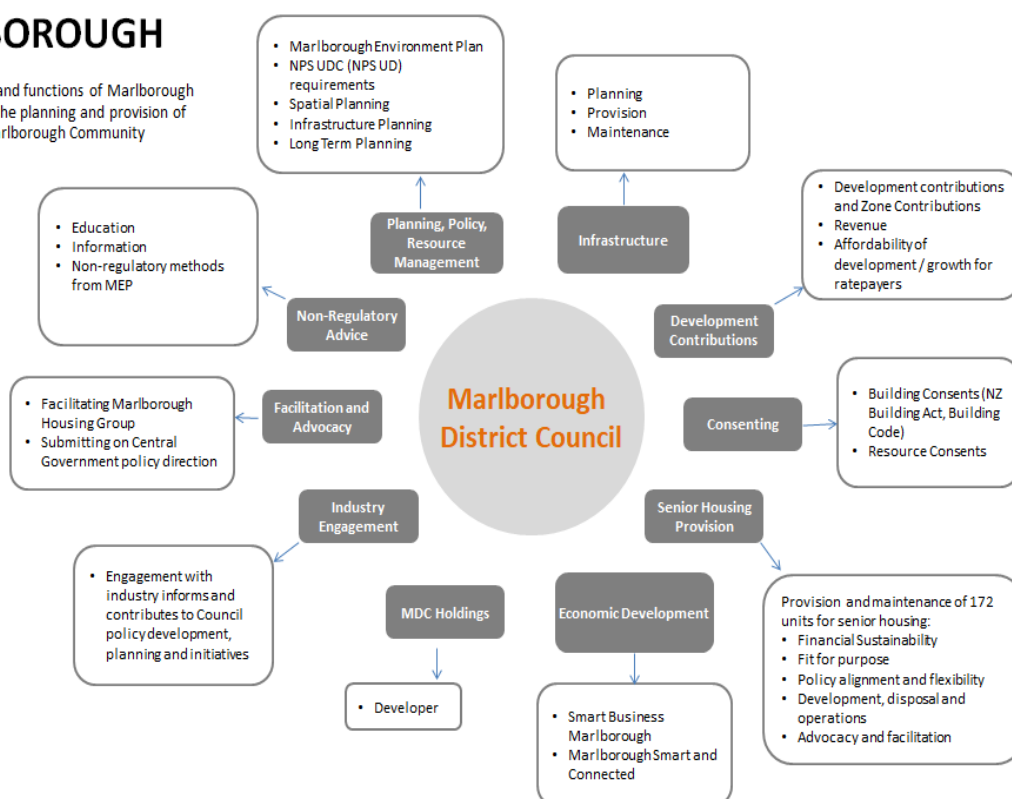 BOROUGH
and functions of Marlborough
he planning and provision of
rlborough Community
• Marlborough Environment Plan
• NPS UDC (NPS UD)
requirements
• Spatial Planning
• Infrastructure Planning
• Long Term Planning
• Planning
• Provision
• Maintenance
• Development contributions
and Zone Contributions
• Revenue
• Affordability of
development / growth for
ratepayers
• Education
• Information
• Non-regulatory methods
from MEP
Planning, Policy,
Resource
Management
Infrastructure
Non-Regulatory
Advice
Development
Contributions
• Facilitating Marlborough
Housing Group
• Submitting on Central
Government policy direction
Facilitation and
Advocacy
Marlborough
District Council
Consenting
• Building Consents (NZ
Building Act, Building
Code)
• Resource Consents
Industry
Engagement
Senior Housing
Provision
• Engagement with
industry informs and
contributes to Council
policy development,
planning and initiatives
MDC Holdings
Economic Development
Provision and maintenance of 172
units for senior housing:
• Financial Sustainability
• Fit for purpose
• Policy alignment and flexibility
• Development, disposal and
operations
• Advocacy and facilitation
• Developer
• Smart Business
Marlborough
• Marlborough Smart and
Connected